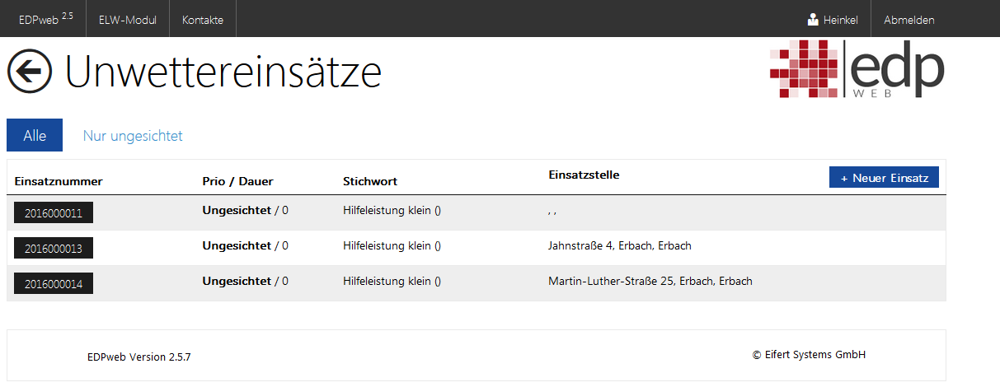 EDPweb 2.5 ELW-Modul Kontakte Heinkel Abmelden
Unwettereinsätze
edp
WEB
Alle Nur ungesichtet
Einsatznummer Prio / Dauer Stichwort Einsatzstelle + Neuer Einsatz
2016000011 Ungesichtet / 0 Hilfeleistung klein () , ,
2016000013 Ungesichtet / 0 Hilfeleistung klein () Jahnstraße 4, Erbach, Erbach
2016000014 Ungesichtet / 0 Hilfeleistung klein () Martin-Luther-Straße 25, Erbach, Erbach
EDPweb Version 2.5.7 © Eifert Systems GmbH